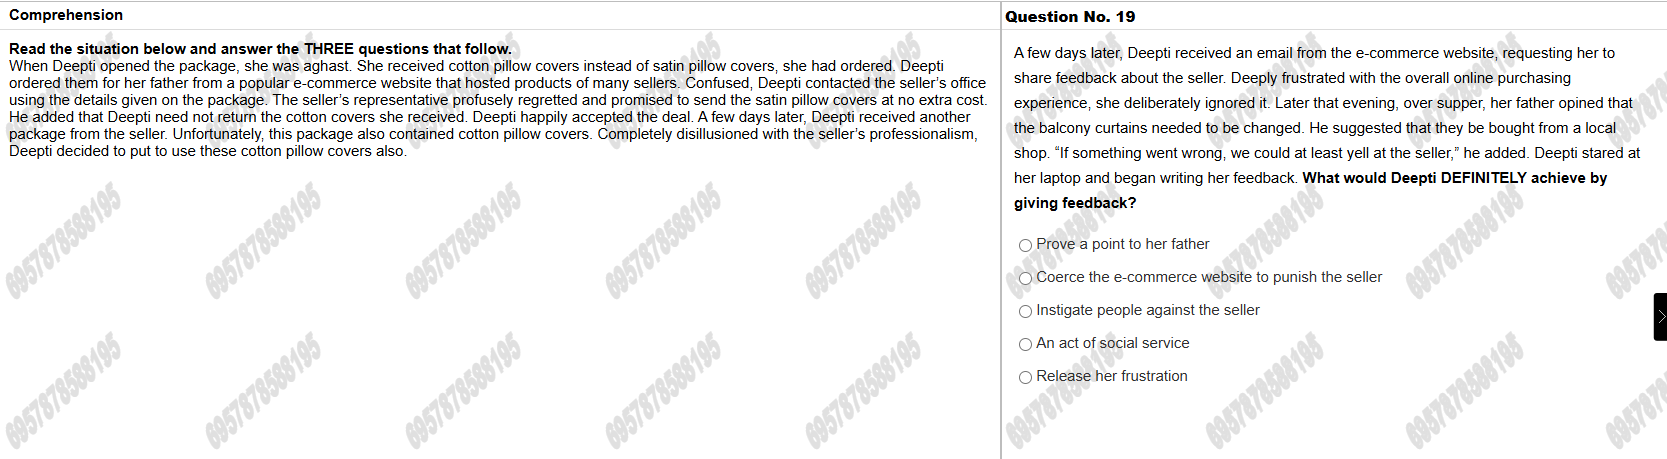 Comprehension
Read the situation below and answer the THREE questions that follow.
When Deepti opened the package, she was aghast. She received cotton pillow covers instead of satin pillow covers, she had ordered. Deepti
ordered them for her father from a popular e-commerce website that hosted products of many sellers. Confused, Deepti contacted the seller's office
using the details given on the package. The seller's representative profusely regretted and promised to send the satin pillow covers at no extra cost.
He added that Deepti need not return the cotton covers she received. Deepti happily accepted the deal. A few days later, Deepti received another
package from the seller. Unfortunately, this package also contained cotton pillow covers. Completely disillusioned with the seller's professionalism,
Deepti decided to put to use these cotton pillow covers also.
Question No. 19
A few days later, Deepti received an email from the e-commerce website, requesting her to
share feedback about the seller. Deeply frustrated with the overall online purchasing
experience, she deliberately ignored it. Later that evening, over supper, her father opined that
the balcony curtains needed to be changed. He suggested that they be bought from a local
shop. “If something went wrong, we could at least yell at the seller,” he added. Deepti stared at
her laptop and began writing her feedback. What would Deepti DEFINITELY achieve by
giving feedback?
Prove a point to her father
Coerce the e-commerce website to punish the seller
Instigate people against the seller
An act of social service
Release her frustration